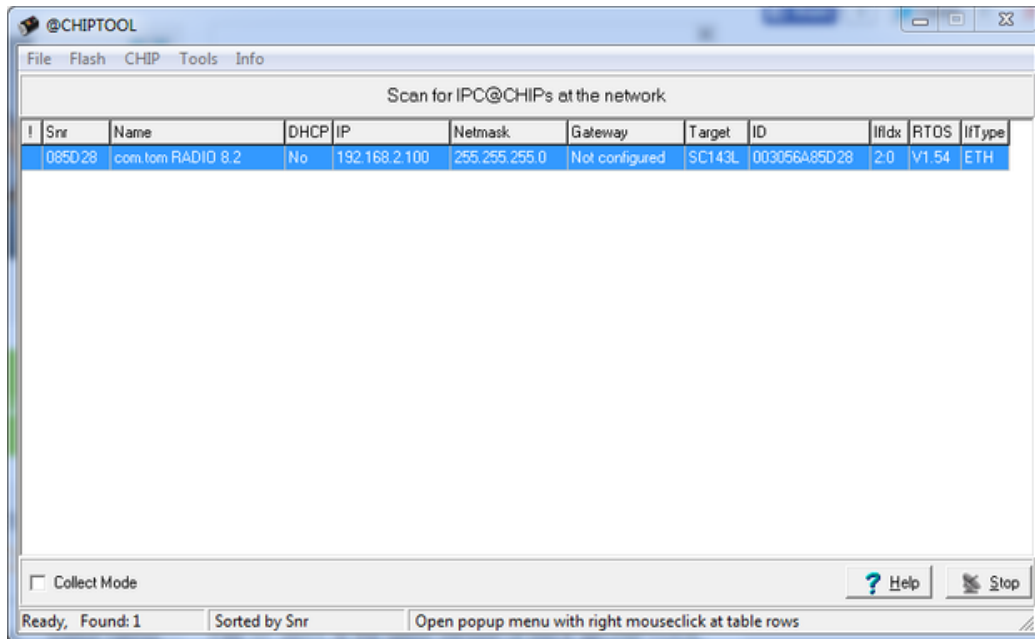 @CHIPTOOL
File Flash CHIP Tools Info
Scan for IPC@CHIPs at the network
! Snr Name DHCP IP Netmask Gateway Target ID IfIdx RTOS IfType
085D28 com.tom RADIO 8.2 No 192.168.2.100 255.255.255.0 Not configured SC143L 003056A85D28 2:0 V1.54 ETH
Collect Mode
? Help
Stop
Ready, Found: 1 Sorted by Snr Open popup menu with right mouseclick at table rows